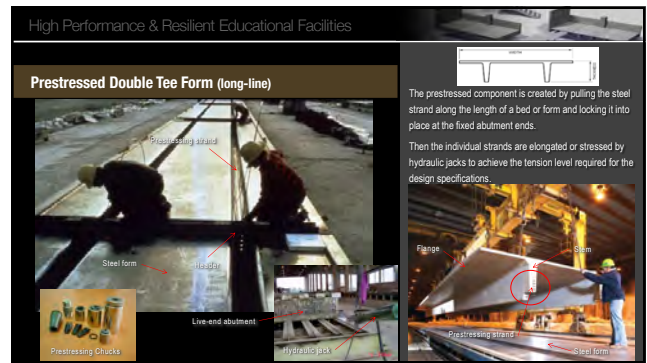 High Performance & Resilient Educational Facilities
Prestressed Double Tee Form (long-line)
Prestressing strand
Steel form
Header
Live-end abutment
Prestressing Chucks
Hydraulic jack
The prestressed component is created by pulling the steel
strand along the length of a bed or form and locking it into
place at the fixed abutment ends.
Then the individual strands are elongated or stressed by
hydraulic jacks to achieve the tension level required for the
design specifications.
Flange
Stem
Prestressing strand
Steel form